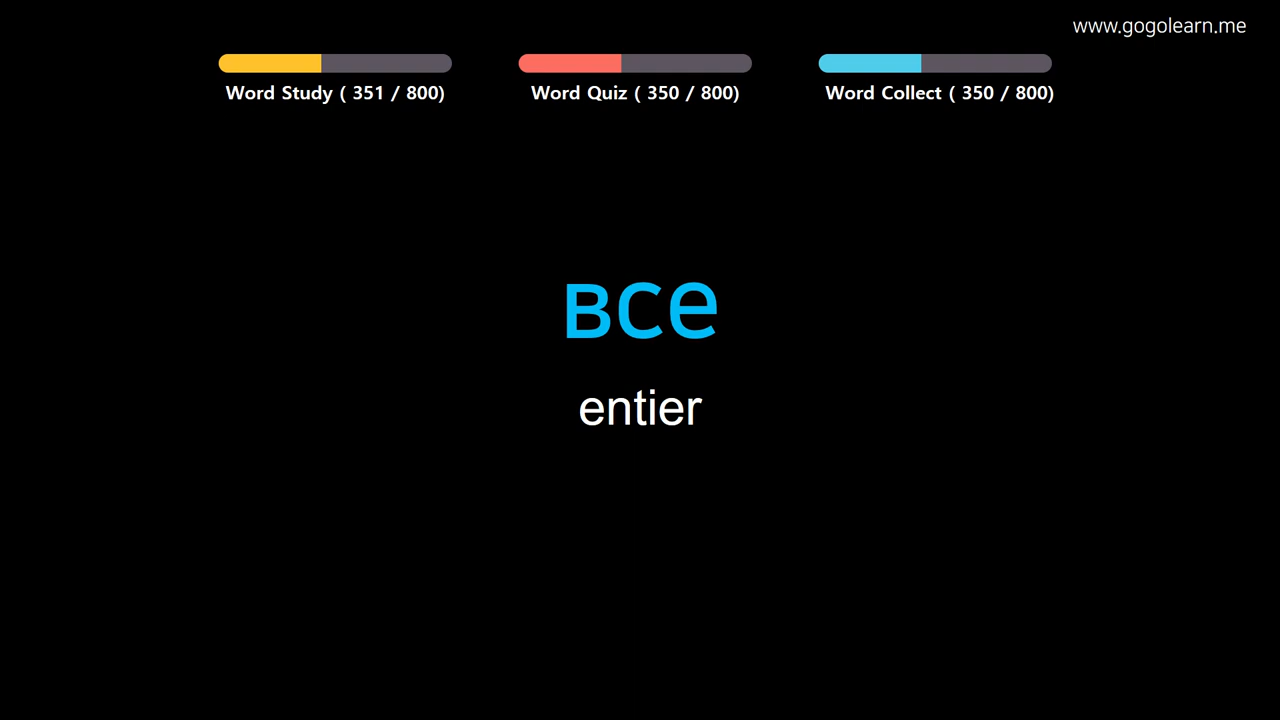 www.gogolearn.me
Word Study ( 351 / 800)
Word Quiz ( 350 / 800)
Word Collect ( 350 / 800)
все
entier